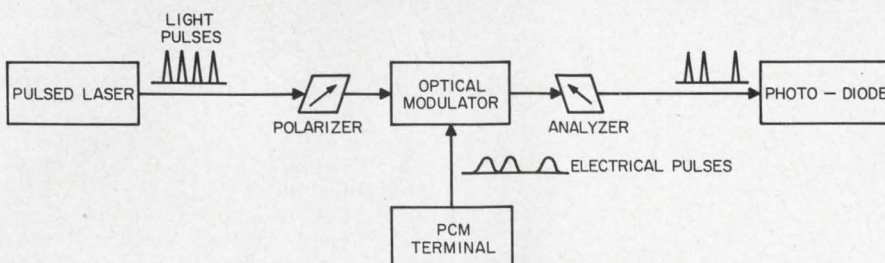 LIGHT
PULSES
PULSED LASER
POLARIZER
OPTICAL
MODULATOR
ANALYZER
PHOTO – DIODE
ELECTRICAL PULSES
PCM
TERMINAL